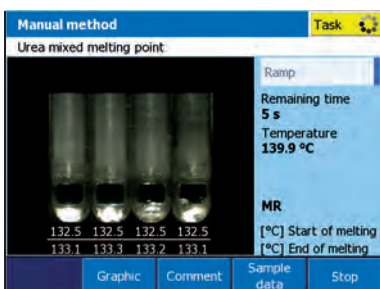 Manual method
Task
Urea mixed melting point
Ramp
Remaining time
5 s
Temperature
139.9 °C
MR
132.5 132.5 132.5 132.5
[°C] Start of melting
133.1 133.3 133.2 133.1
[°C] End of melting
Graphic
Comment
Sample
data
Stop